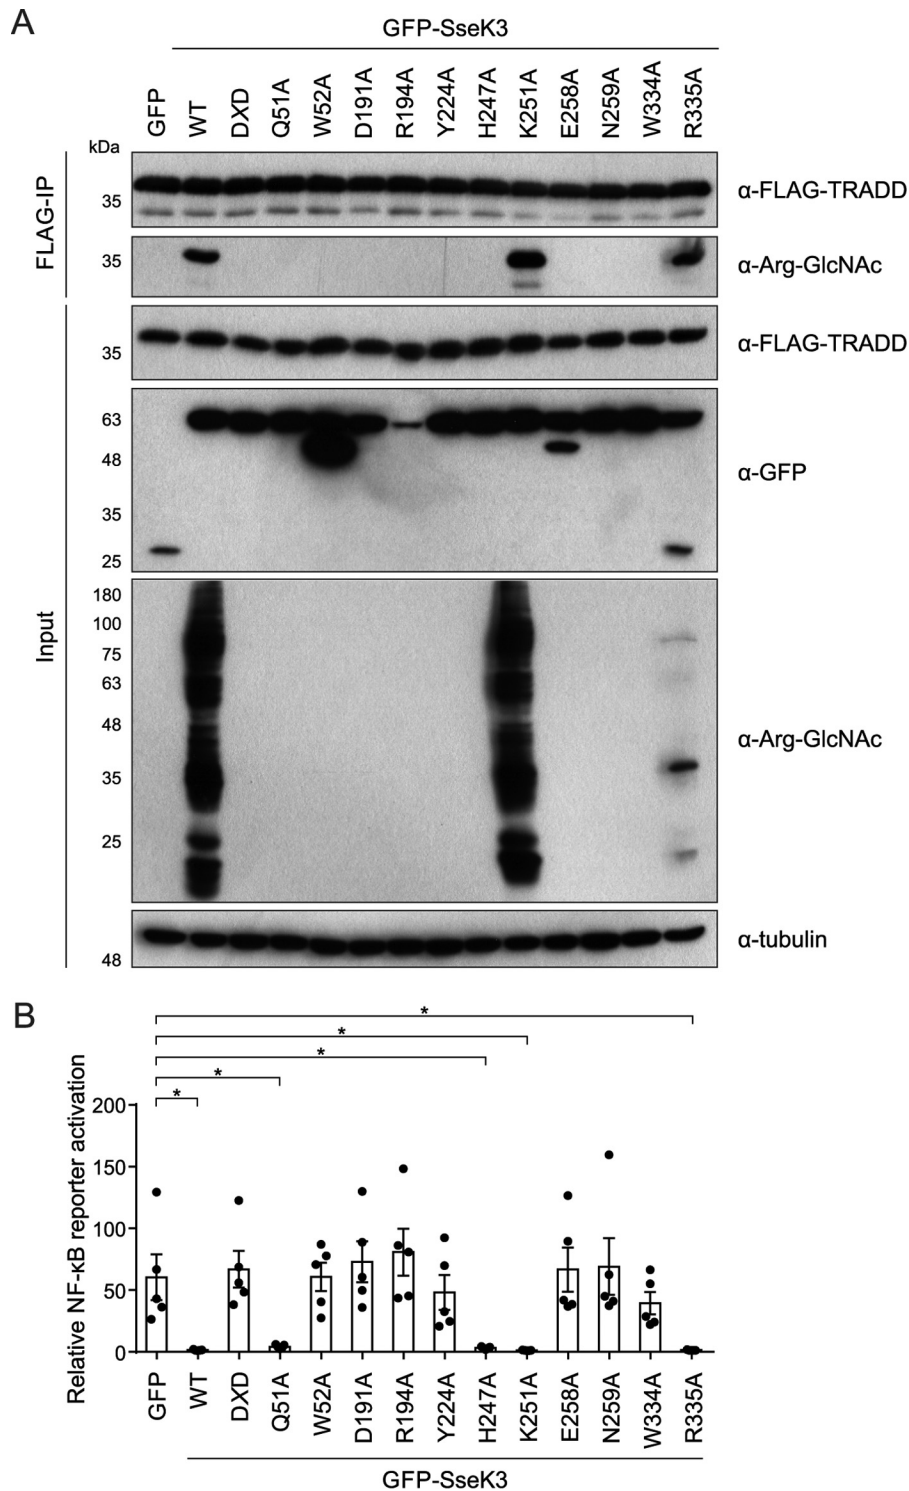 A
GFP-SseK3
GFP WT DXD Q51A W52A D191A R194A Y224A H247A K251A E258A N259A W334A R335A
kDa
FLAG-IP
35
α-FLAG-TRADD
35
α-Arg-GlcNAc
Input
35
α-FLAG-TRADD
63
48
35
25
α-GFP
180
100
75
63
48
35
25
α-Arg-GlcNAc
48
α-tubulin
B
* * * * *
Relative NF-κB reporter activation
200
150
100
50
0
GFP WT DXD Q51A W52A D191A R194A Y224A H247A K251A E258A N259A W334A R335A
GFP-SseK3